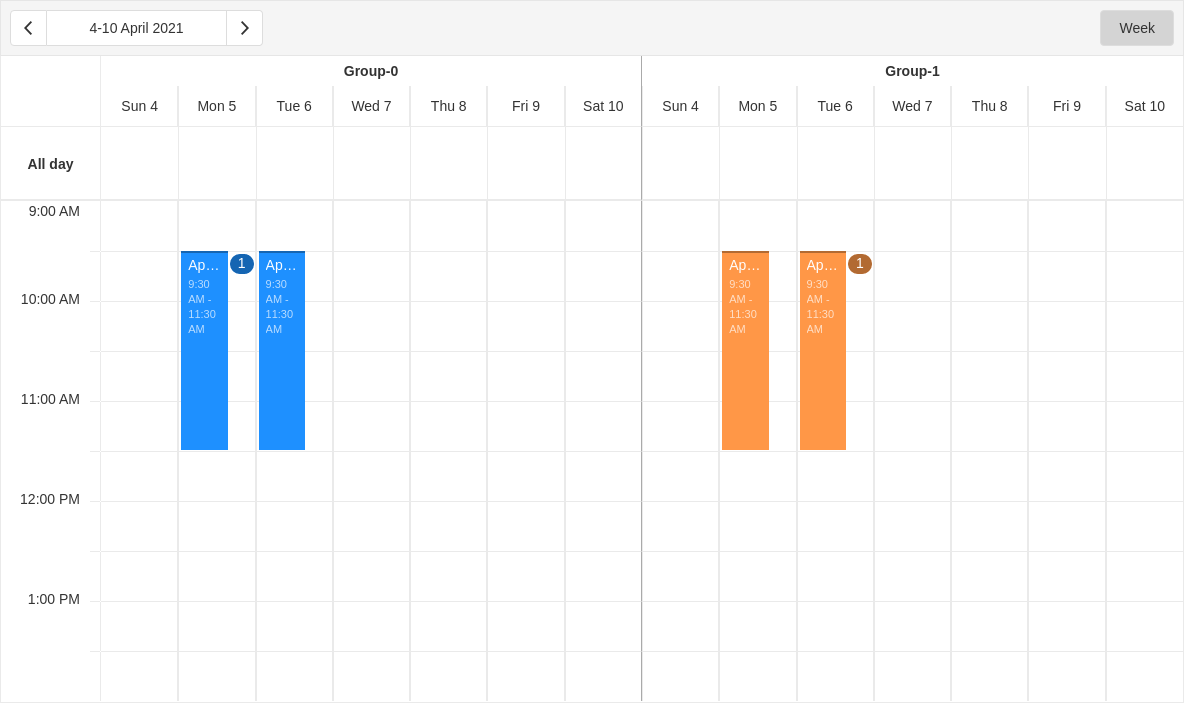 4-10 April 2021
Week
Group-0
Group-1
Sun 4 Mon 5 Tue 6 Wed 7 Thu 8 Fri 9 Sat 10 Sun 4 Mon 5 Tue 6 Wed 7 Thu 8 Fri 9 Sat 10
All day
9:00 AM
10:00 AM
11:00 AM
12:00 PM
1:00 PM
Ap…
9:30
AM -
11:30
AM
1
Ap…
9:30
AM -
11:30
AM
Ap…
9:30
AM -
11:30
AM
Ap…
9:30
AM -
11:30
AM
1